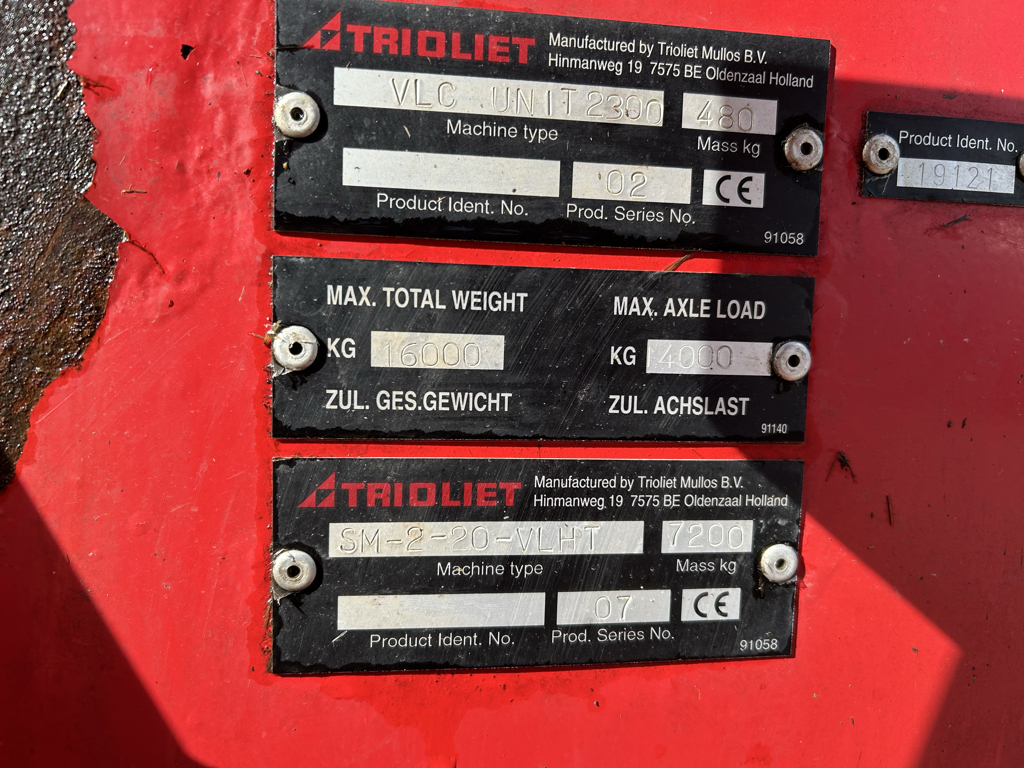 TRIOLIET
Manufactured by Trioliet Mullos B.V.
Hinmanweg 19 7575 BE Oldenzaal Holland
VLC UNIT2300 480
Machine type Mass kg
02 CE
Product Ident. No. Prod. Series No.
91058
Product Ident. No.
19121
MAX. TOTAL WEIGHT MAX. AXLE LOAD
KG 16000 KG 14000
ZUL. GES.GEWICHT ZUL. ACHSLAST
91140
TRIOLIET
Manufactured by Trioliet Mullos B.V.
Hinmanweg 19 7575 BE Oldenzaal Holland
SM-2-20-VLHT 7200
Machine type Mass kg
07 CE
Product Ident. No. Prod. Series No.
91058